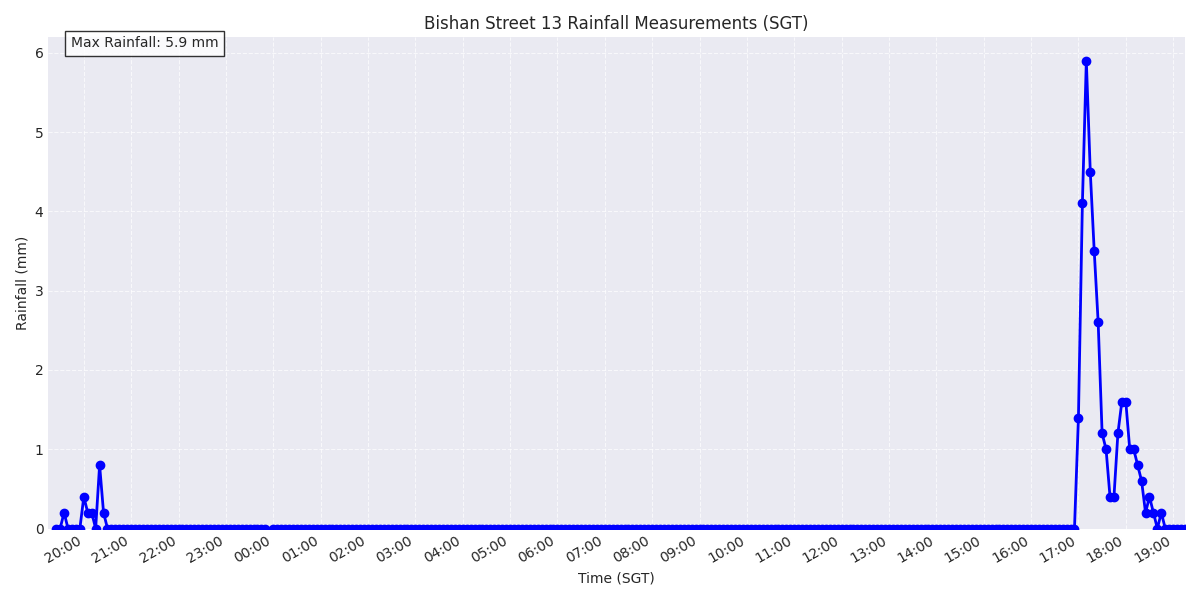 Bishan Street 13 Rainfall Measurements (SGT)
Max Rainfall: 5.9 mm
6
5
4
3
2
1
0
Rainfall (mm)
20:00 21:00 22:00 23:00 00:00 01:00 02:00 03:00 04:00 05:00 06:00 07:00 08:00 09:00 10:00 11:00 12:00 13:00 14:00 15:00 16:00 17:00 18:00 19:00
Time (SGT)